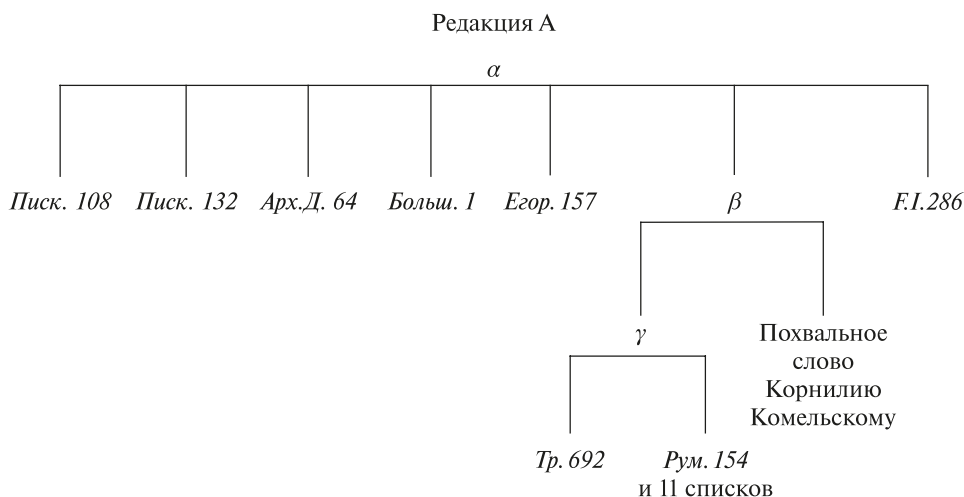 Редакция А
α
Писк. 108 Писк. 132 Арх.Д. 64 Больш. 1 Егор. 157 β F.I.286
γ Похвальное
слово
Корнилию
Комельскому
Тр. 692 Рум. 154
и 11 списков